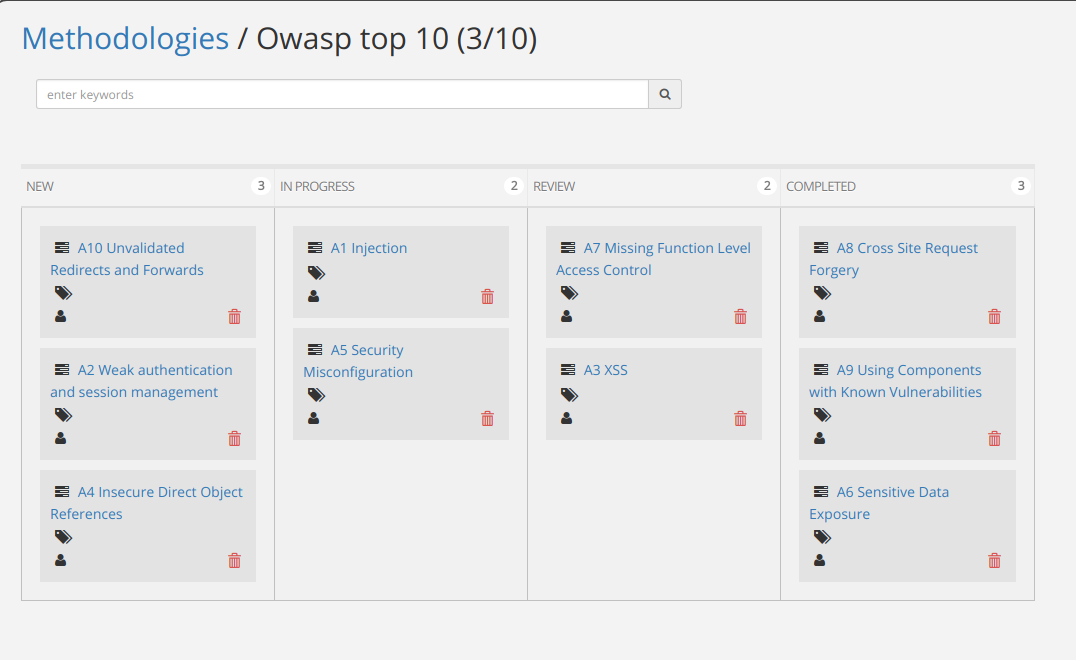 Methodologies / Owasp top 10 (3/10)
enter keywords
NEW 3
A10 Unvalidated
Redirects and Forwards
A2 Weak authentication
and session management
A4 Insecure Direct Object
References
IN PROGRESS 2
A1 Injection
A5 Security
Misconfiguration
REVIEW 2
A7 Missing Function Level
Access Control
A3 XSS
COMPLETED 3
A8 Cross Site Request
Forgery
A9 Using Components
with Known Vulnerabilities
A6 Sensitive Data
Exposure